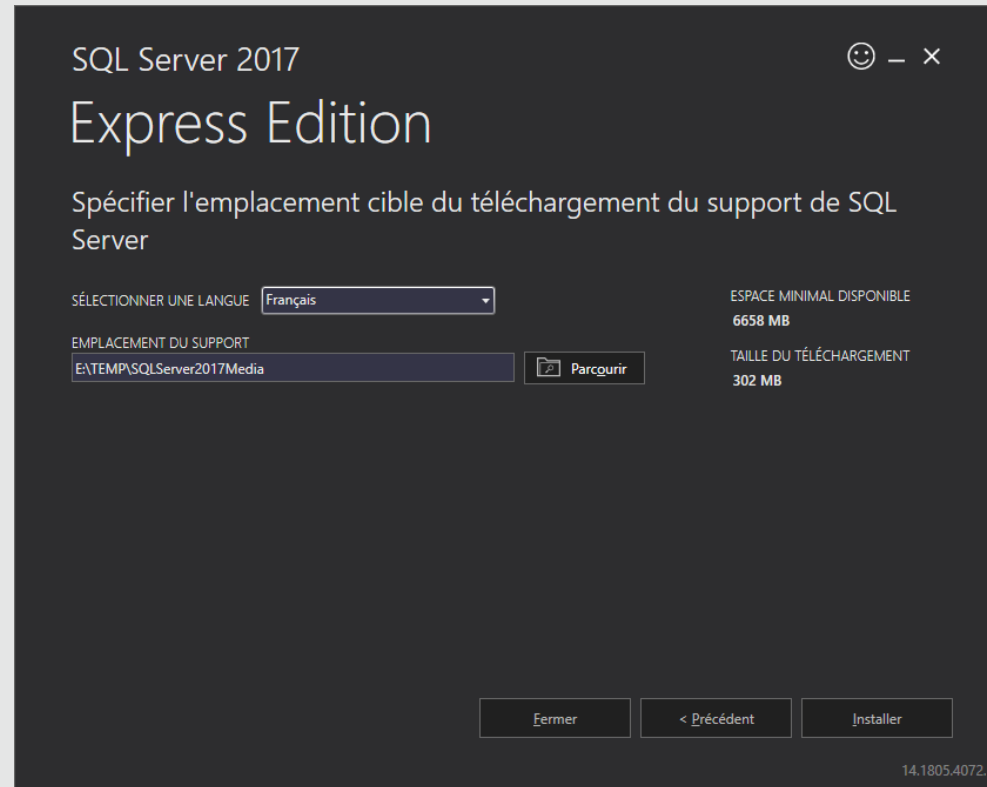 SQL Server 2017
Express Edition
Spécifier l'emplacement cible du téléchargement du support de SQL
Server
SÉLECTIONNER UNE LANGUE Français
ESPACE MINIMAL DISPONIBLE
6658 MB
EMPLACEMENT DU SUPPORT
E:\TEMP\SQLServer2017Media
Parcourir
TAILLE DU TÉLÉCHARGEMENT
302 MB
Fermer
< Précédent
Installer
14.1805.4072.